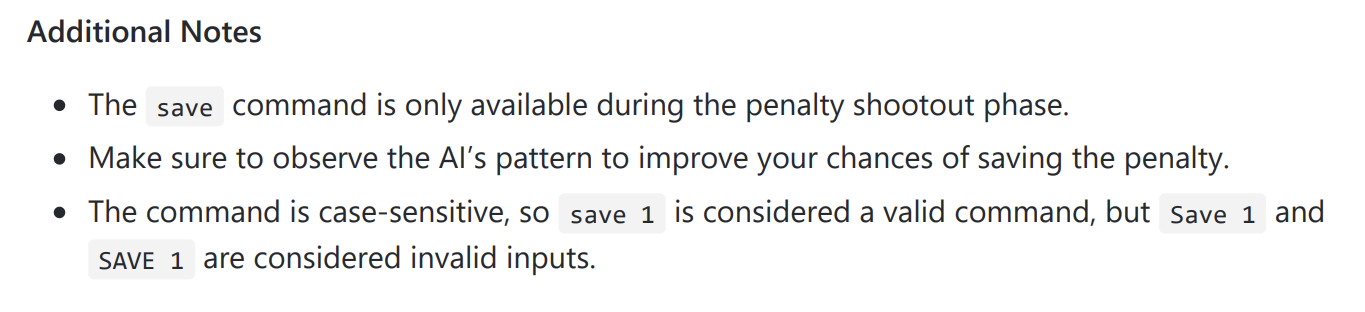 Additional Notes
• The save command is only available during the penalty shootout phase.
• Make sure to observe the AI’s pattern to improve your chances of saving the penalty.
• The command is case-sensitive, so save 1 is considered a valid command, but Save 1 and
SAVE 1 are considered invalid inputs.